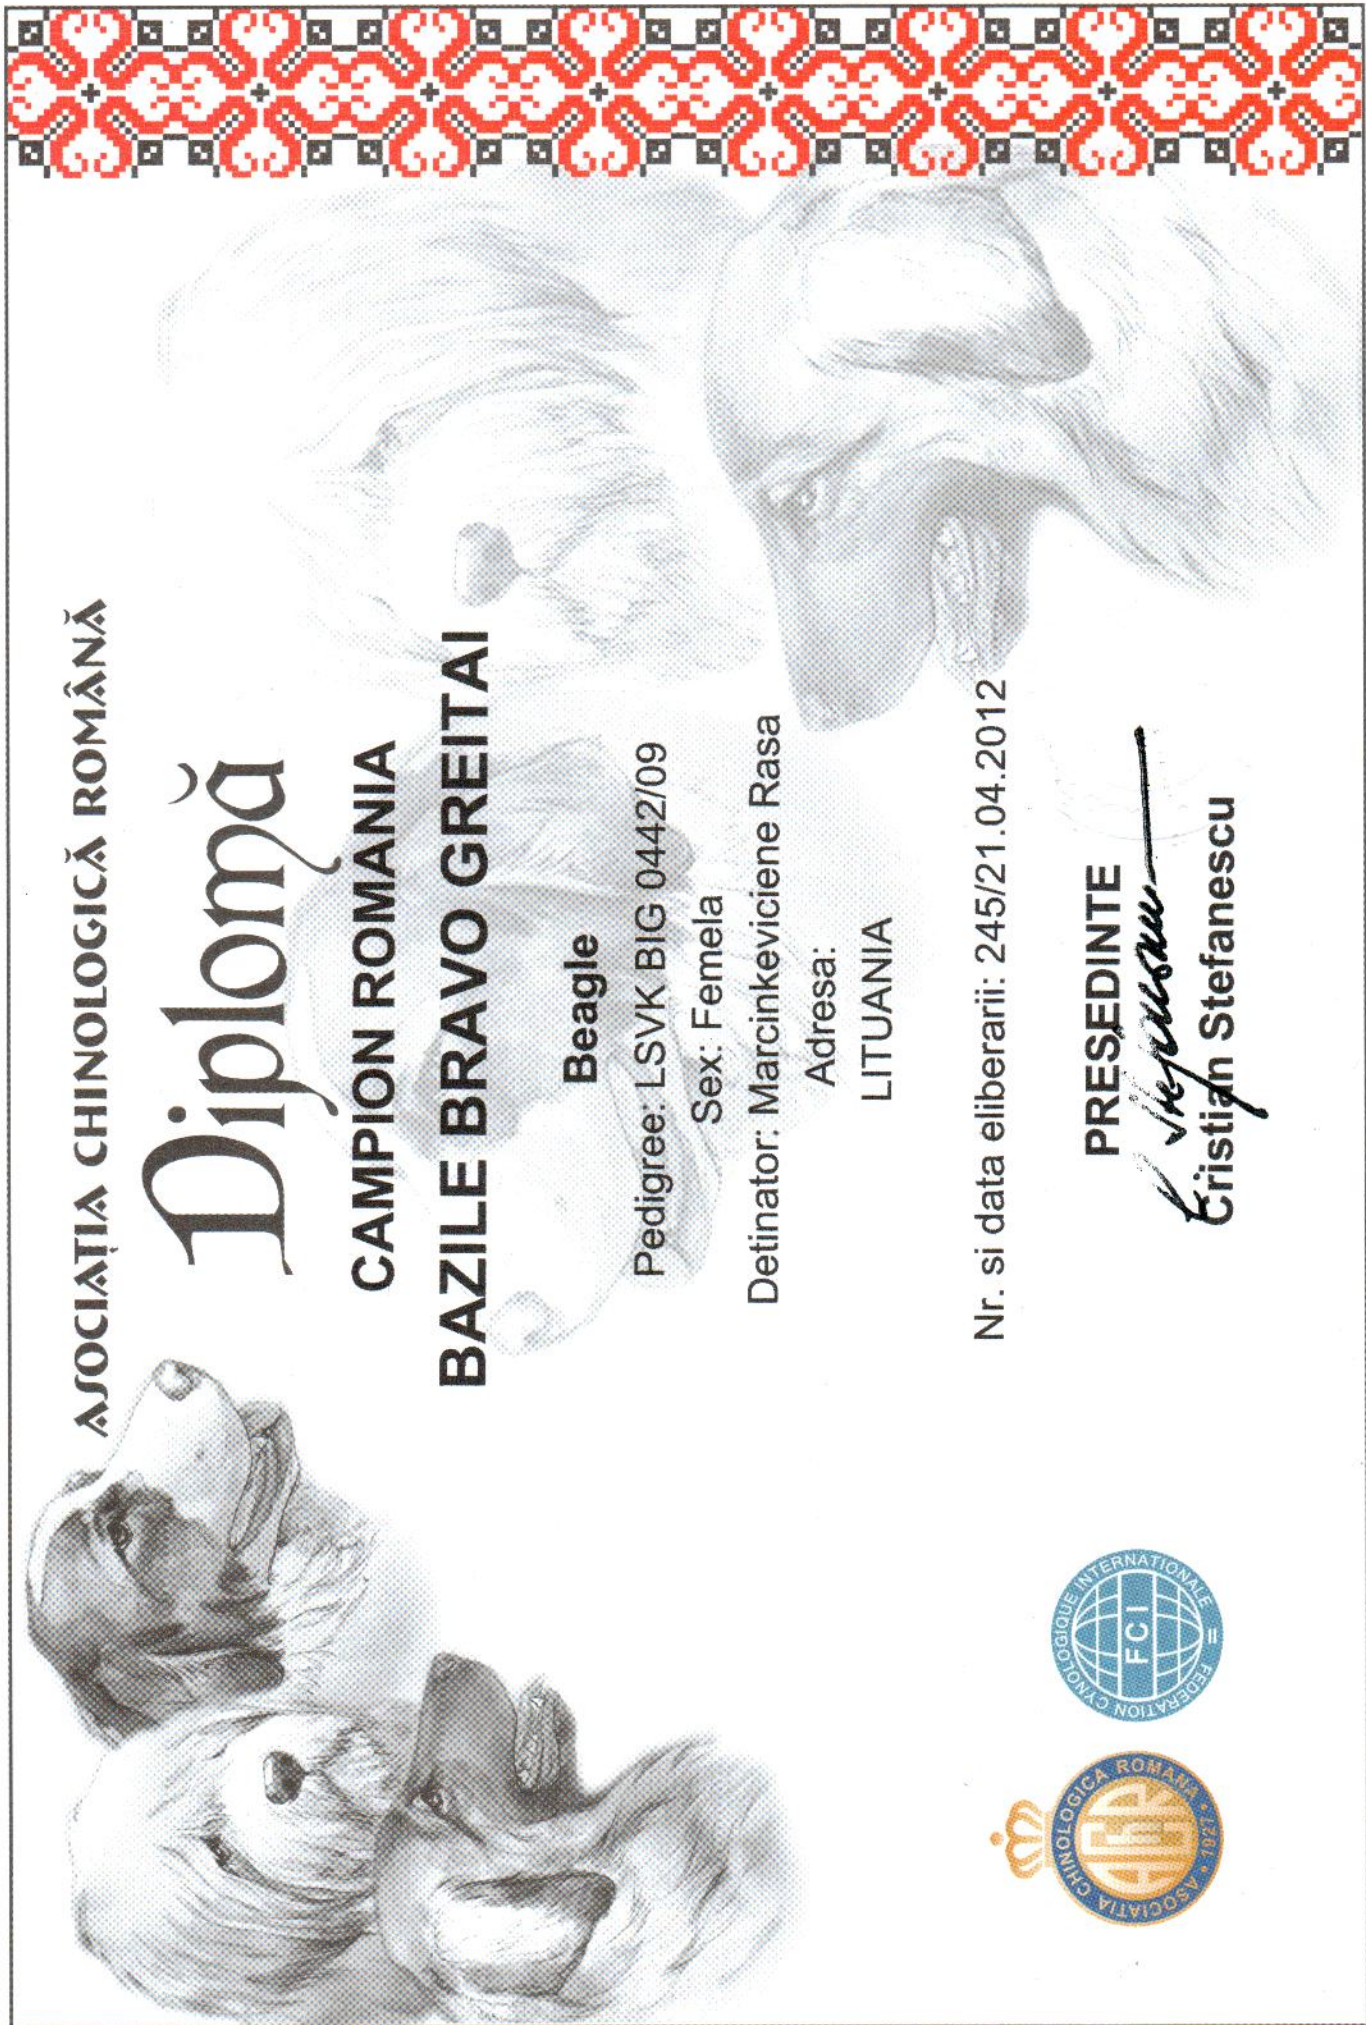 ASOCIAȚIA CHINOLOGICĂ ROMÂNĂ
Diplomă
CAMPION ROMANIA
BAZILE BRAVO GREITAI
Beagle
Pedigree: LSVK BIG 0442/09
Sex: Femela
Detinator: Marcinkeviciene Rasa
Adresa:
LITUANIA
Nr. si data eliberarii: 245/21.04.2012
PRESEDINTE
Cristian Stefanescu
ASOCIATIA CHINOLOGICA ROMANA • 1927 •
AChR
FEDERATION CYNOLOGIQUE INTERNATIONALE
FCI